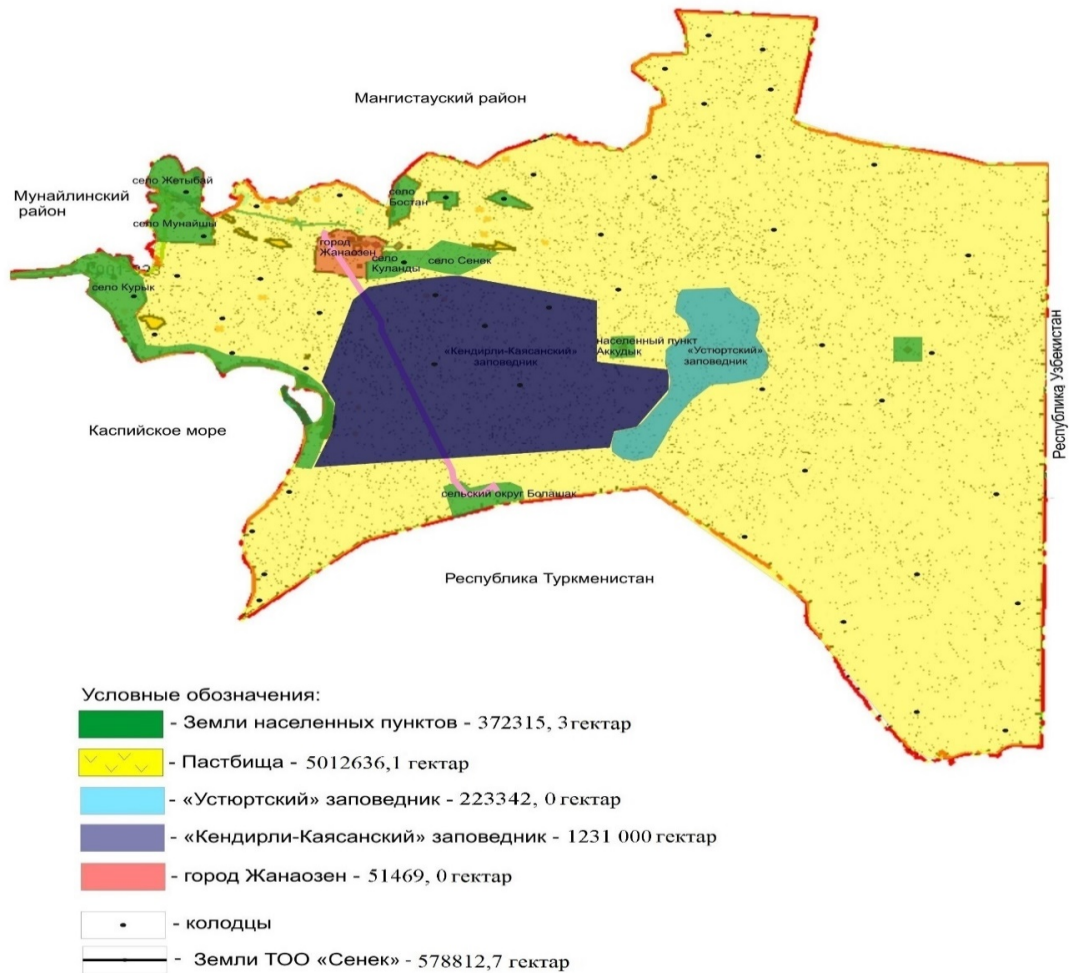 Мангистауский район
Мунайлинский
район
село Жетыбай
село Мунайшы
село
Бостан
город
Жанаозен
село
Куланды
село Сенек
село Курык
населенный пункт
Аккудык
«Кендирли-Каясанский»
заповедник
«Устюртский»
заповедник
Республика Узбекистан
Каспийское море
сельский округ Болашак
Республика Туркменистан
Условные обозначения:
- Земли населенных пунктов - 372315, 3 гектар
- Пастбища - 5012636,1 гектар
- «Устюртский» заповедник - 223342, 0 гектар
- «Кендирли-Каясанский» заповедник - 1231 000 гектар
- город Жанаозен - 51469, 0 гектар
- колодцы
- Земли ТОО «Сенек» - 578812,7 гектар